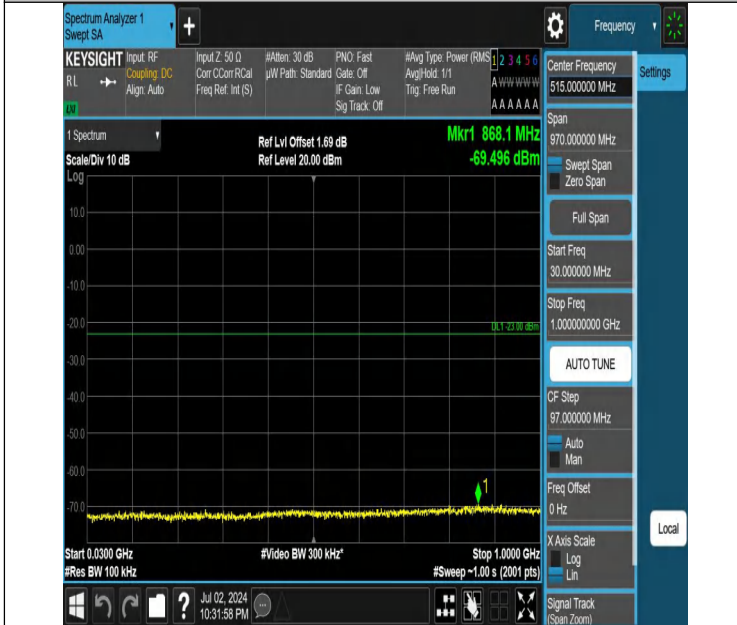 Spectrum Analyzer 1
Swept SA
+
Frequency
KEYSIGHT
RL
LXI
Input: RF
Coupling: DC
Align: Auto
Input Z: 50 Ω
Corr CCorr RCal
Freq Ref: Int (S)
#Atten: 30 dB
µW Path: Standard
PNO: Fast
Gate: Off
IF Gain: Low
Sig Track: Off
#Avg Type: Power (RMS
Avg|Hold: 1/1
Trig: Free Run
1 2 3 4 5 6
A W W W W W
A A A A A A
1 Spectrum
Scale/Div 10 dB
Log
Ref Lvl Offset 1.69 dB
Ref Level 20.00 dBm
Mkr1 868.1 MHz
-69.496 dBm
10.0
0.00
-10.0
-20.0
-30.0
-40.0
-50.0
-60.0
-70.0
DL1 -23.00 dBm
1
Start 0.0300 GHz
#Res BW 100 kHz
#Video BW 300 kHz*
Stop 1.0000 GHz
#Sweep ~1.00 s (2001 pts)
?
Jul 02, 2024
10:31:58 PM
Center Frequency
515.000000 MHz
Span
970.000000 MHz
Swept Span
Zero Span
Full Span
Start Freq
30.000000 MHz
Stop Freq
1.000000000 GHz
AUTO TUNE
CF Step
97.000000 MHz
Auto
Man
Freq Offset
0 Hz
X Axis Scale
Log
Lin
Signal Track
(Span Zoom)
Settings
Local